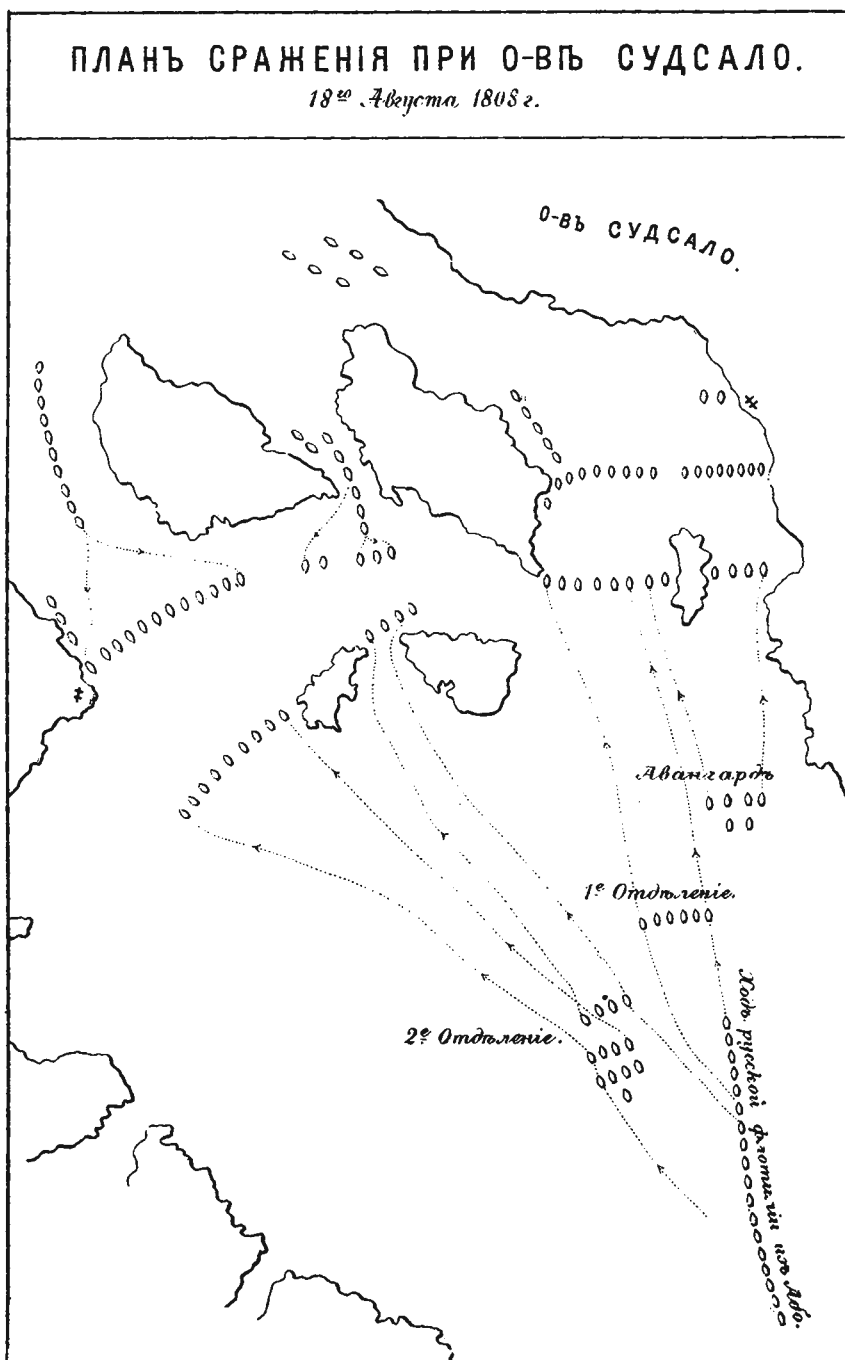 ПЛАНЪ СРАЖЕНІЯ ПРИ О-ВѢ СУДСАЛО.
18го Августа 1808 г.
О-ВЪ СУДСАЛО.
Авангардъ
1е Отдѣленіе.
2е Отдѣленіе.
Ходъ русской флотиліи изъ Або.